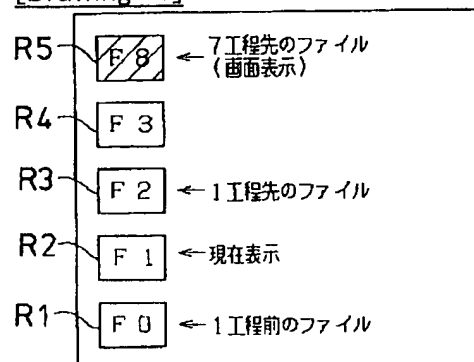 R5 F 8 ← 7工程先のファイル
(画面表示)
R4 F 3
R3 F 2 ← 1工程先のファイル
R2 F 1 ← 現在表示
R1 F 0 ← 1工程前のファイル